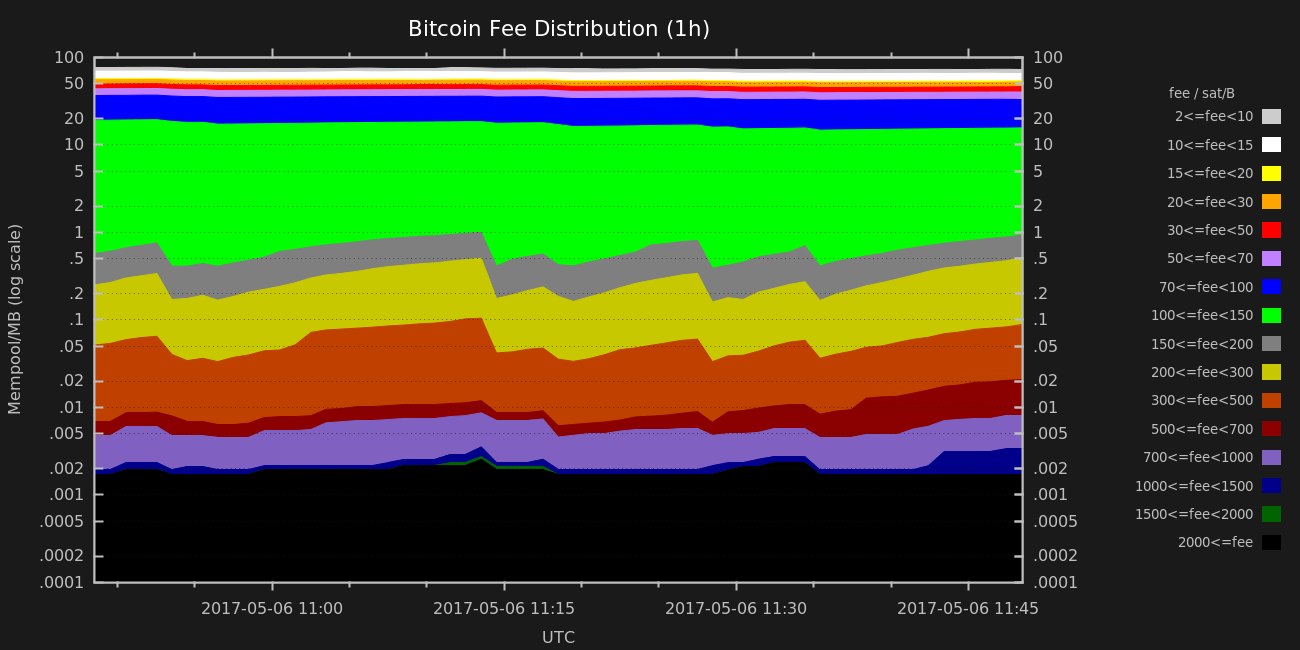 Bitcoin Fee Distribution (1h)
Mempool/MB (log scale)
100
50
20
10
5
2
1
.5
.2
.1
.05
.02
.01
.005
.002
.001
.0005
.0002
.0001
100
50
20
10
5
2
1
.5
.2
.1
.05
.02
.01
.005
.002
.001
.0005
.0002
.0001
2017-05-06 11:00
2017-05-06 11:15
2017-05-06 11:30
2017-05-06 11:45
UTC
fee / sat/B
2<=fee<10
10<=fee<15
15<=fee<20
20<=fee<30
30<=fee<50
50<=fee<70
70<=fee<100
100<=fee<150
150<=fee<200
200<=fee<300
300<=fee<500
500<=fee<700
700<=fee<1000
1000<=fee<1500
1500<=fee<2000
2000<=fee